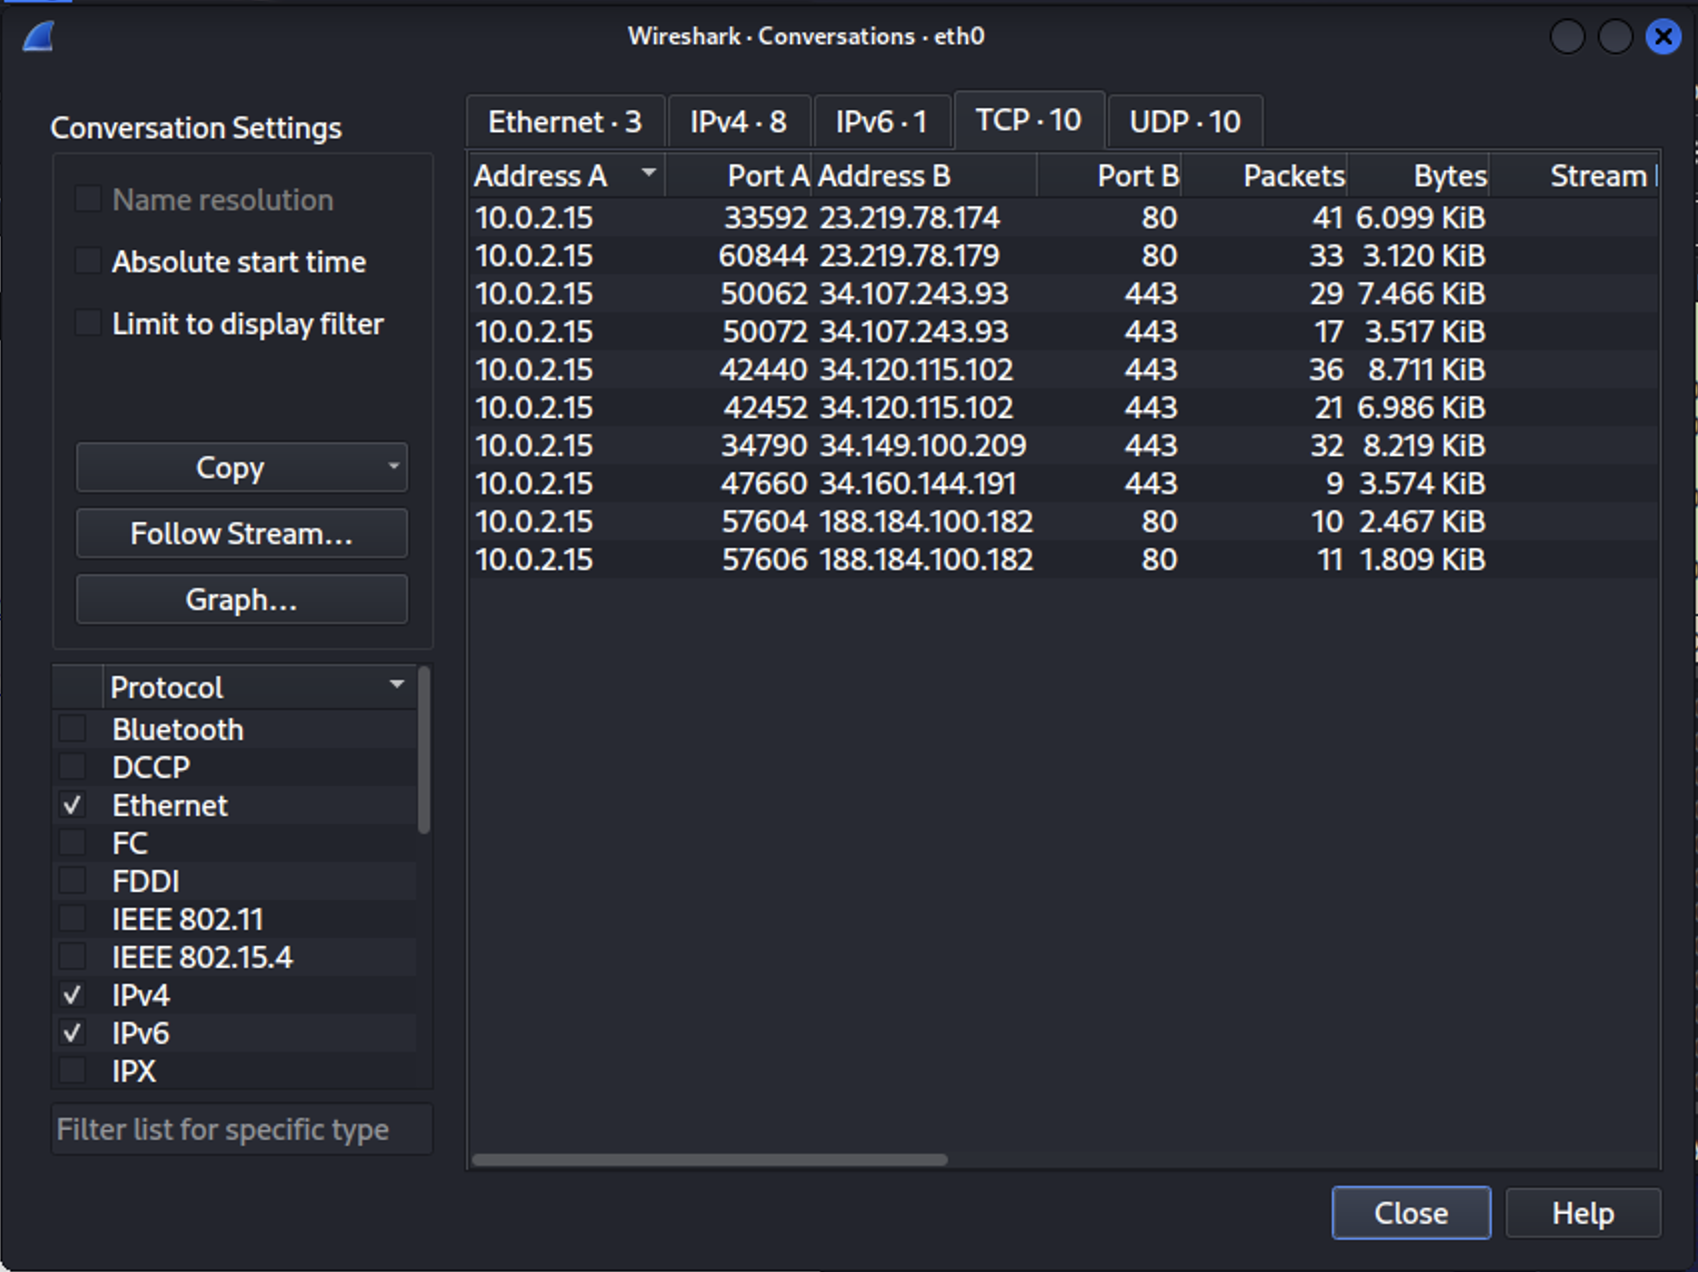 Wireshark · Conversations · eth0
Conversation Settings
Name resolution
Absolute start time
Limit to display filter
Copy
Follow Stream...
Graph...
Protocol
Bluetooth
DCCP
Ethernet
FC
FDDI
IEEE 802.11
IEEE 802.15.4
IPv4
IPv6
IPX
Filter list for specific type
Ethernet · 3 IPv4 · 8 IPv6 · 1 TCP · 10 UDP · 10
Address A Port A Address B Port B Packets Bytes Stream
10.0.2.15 33592 23.219.78.174 80 41 6.099 KiB
10.0.2.15 60844 23.219.78.179 80 33 3.120 KiB
10.0.2.15 50062 34.107.243.93 443 29 7.466 KiB
10.0.2.15 50072 34.107.243.93 443 17 3.517 KiB
10.0.2.15 42440 34.120.115.102 443 36 8.711 KiB
10.0.2.15 42452 34.120.115.102 443 21 6.986 KiB
10.0.2.15 34790 34.149.100.209 443 32 8.219 KiB
10.0.2.15 47660 34.160.144.191 443 9 3.574 KiB
10.0.2.15 57604 188.184.100.182 80 10 2.467 KiB
10.0.2.15 57606 188.184.100.182 80 11 1.809 KiB
Close Help